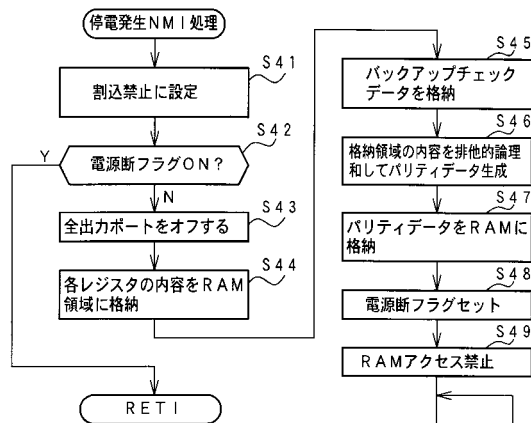 停電発生NMI処理
S41
割込禁止に設定
S42
Y
電源断フラグON?
N
S43
全出力ポートをオフする
S44
各レジスタの内容をRAM
領域に格納
RETI
S45
バックアップチェック
データを格納
S46
格納領域の内容を排他的論理
和してパリティデータ生成
S47
パリティデータをRAMに
格納
S48
電源断フラグセット
S49
RAMアクセス禁止